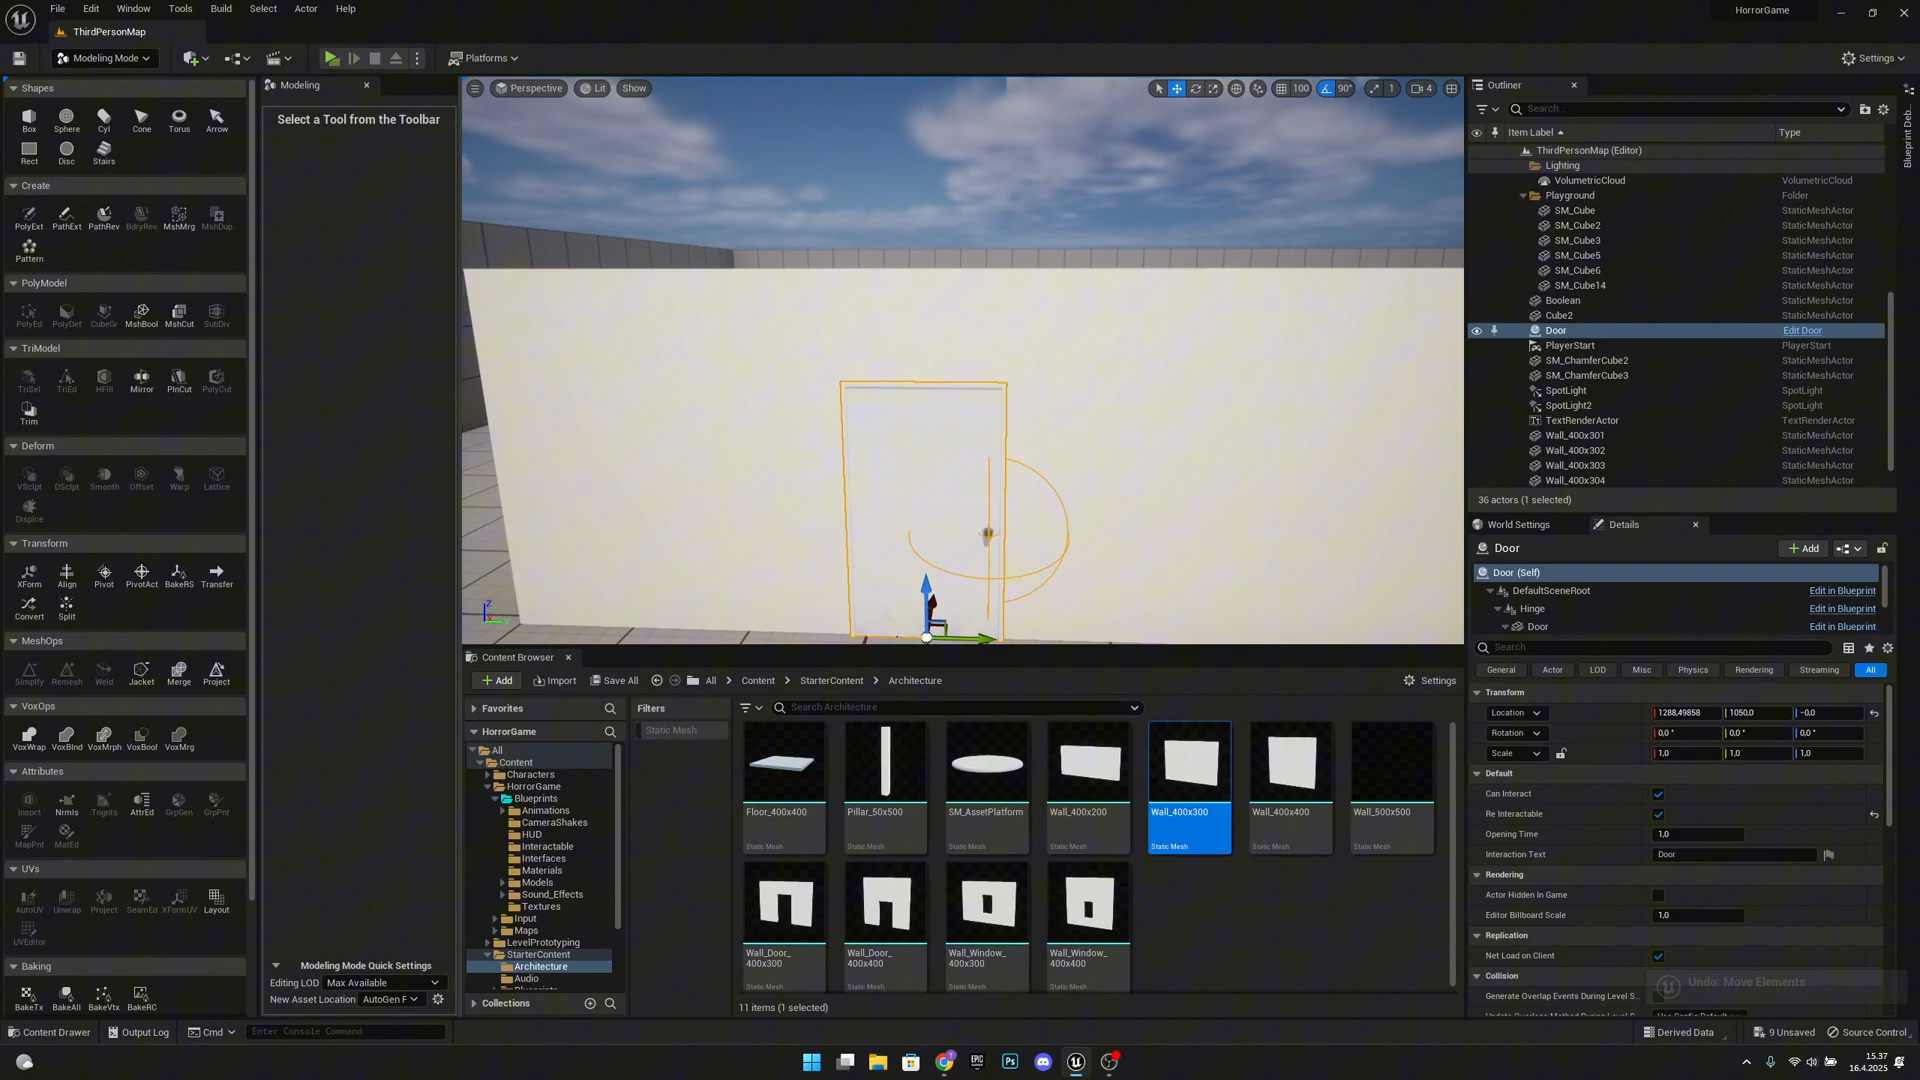 File Edit Window Tools Build Select Actor Help
HorrorGame
ThirdPersonMap
Modeling Mode
Platforms
Settings
Shapes
Box Sphere Cyl Cone Torus Arrow
Rect Disc Stairs
Create
PolyExt PathExt PathRev BdryRev MshMrg MshDup
Pattern
PolyModel
PolyEd PolyDef CubeGr MshBool MshCut SubDiv
TriModel
TriSel TriEd HFill Mirror PlnCut PolyCut
Trim
Deform
VSclpt DSclpt Smooth Offset Warp Lattice
Displce
Transform
XForm Align Pivot PivotAct BakeRS Transfer
Convert Split
MeshOps
Simplfy Remesh Weld Jacket Merge Project
VoxOps
VoxWrap VoxBlnd VoxMrph VoxBool VoxMrg
Attributes
Inspct Nrmls Tngnts AttrEd GrpGen GrpPnt
MapPnt MatEd
UVs
AutoUV Unwrap Project SeamEd XFormUV Layout
UVEditor
Baking
BakeTx BakeAll BakeVtx BakeRC
Modeling
Select a Tool from the Toolbar
Modeling Mode Quick Settings
Editing LOD Max Available
New Asset Location AutoGen F
Perspective Lit Show
100 90° 1 4
Z
Y
Content Browser
Add Import Save All All Content StarterContent Architecture Settings
Favorites
HorrorGame
All
Content
Characters
HorrorGame
Blueprints
Animations
CameraShakes
HUD
Interactable
Interfaces
Materials
Models
Sound_Effects
Textures
Input
Maps
LevelPrototyping
StarterContent
Architecture
Audio
Collections
Filters
Static Mesh
Search Architecture
Floor_400x400 Pillar_50x500 SM_AssetPlatform Wall_400x200 Wall_400x300 Wall_400x400 Wall_500x500
Static Mesh Static Mesh Static Mesh Static Mesh Static Mesh Static Mesh Static Mesh
Wall_Door_400x300 Wall_Door_400x400 Wall_Window_400x300 Wall_Window_400x400
11 items (1 selected)
Outliner
Search...
Item Label Type
ThirdPersonMap (Editor)
Lighting
VolumetricCloud VolumetricCloud
Playground Folder
SM_Cube StaticMeshActor
SM_Cube2 StaticMeshActor
SM_Cube3 StaticMeshActor
SM_Cube5 StaticMeshActor
SM_Cube6 StaticMeshActor
SM_Cube14 StaticMeshActor
Boolean StaticMeshActor
Cube2 StaticMeshActor
Door Edit Door
PlayerStart PlayerStart
SM_ChamferCube2 StaticMeshActor
SM_ChamferCube3 StaticMeshActor
SpotLight SpotLight
SpotLight2 SpotLight
TextRenderActor TextRenderActor
Wall_400x301 StaticMeshActor
Wall_400x302 StaticMeshActor
Wall_400x303 StaticMeshActor
Wall_400x304 StaticMeshActor
36 actors (1 selected)
Blueprint Deb...
World Settings Details
Door
Add
Door (Self)
DefaultSceneRoot Edit in Blueprint
Hinge Edit in Blueprint
Door Edit in Blueprint
Search
General Actor LOD Misc Physics Rendering Streaming All
Transform
Location 1288,49858 1050,0 -0,0
Rotation 0,0 ° 0,0 ° 0,0 °
Scale 1,0 1,0 1,0
Default
Can Interact
Re Interactable
Opening Time 1,0
Interaction Text Door
Rendering
Actor Hidden In Game
Editor Billboard Scale 1,0
Replication
Net Load on Client
Collision
Undo: Move Elements
Generate Overlap Events During Level S...
Content Drawer Output Log Cmd Enter Console Command
Derived Data 9 Unsaved Source Control
EPIC Ps
15.37
16.4.2025